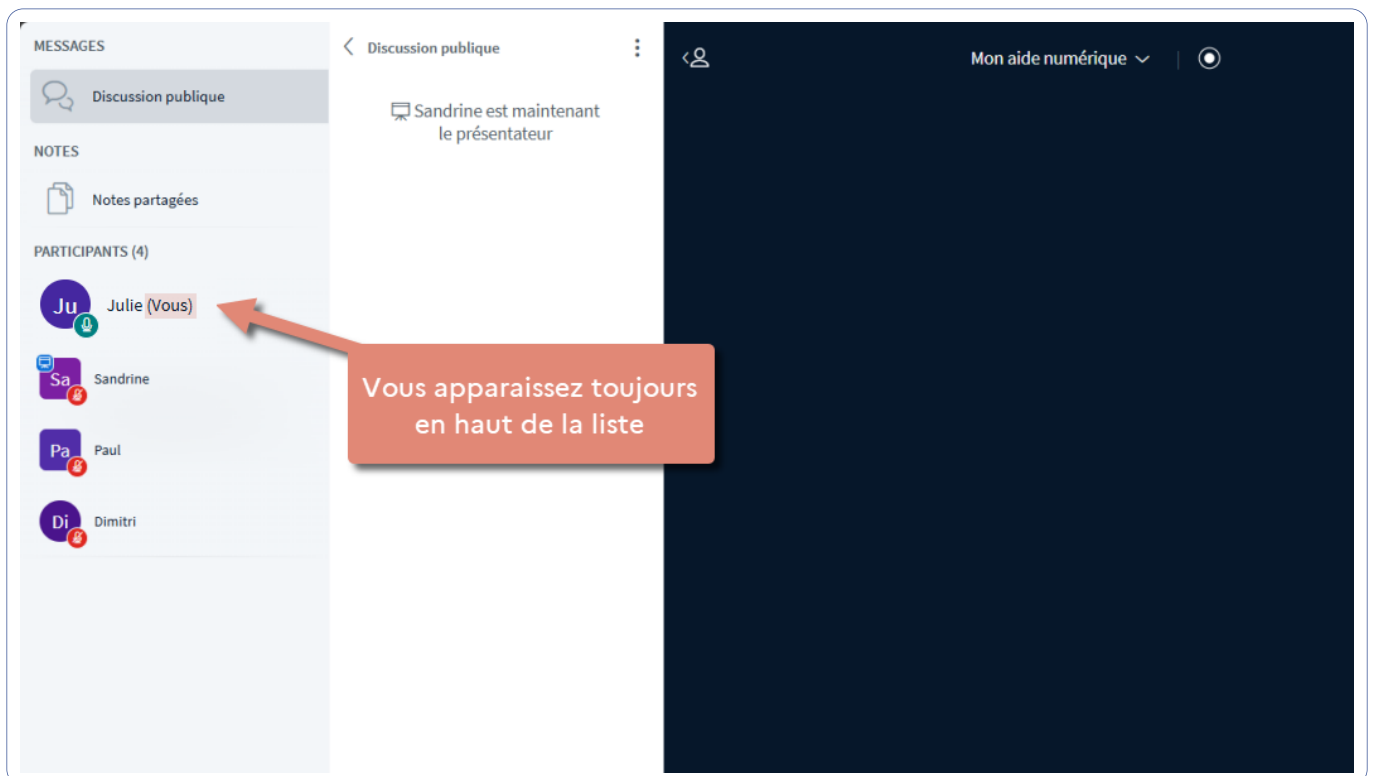 MESSAGES
Discussion publique
NOTES
Notes partagées
PARTICIPANTS (4)
Ju
Julie (Vous)
Sa
Sandrine
Pa
Paul
Di
Dimitri
Discussion publique
Sandrine est maintenant
le présentateur
Vous apparaissez toujours
en haut de la liste
Mon aide numérique